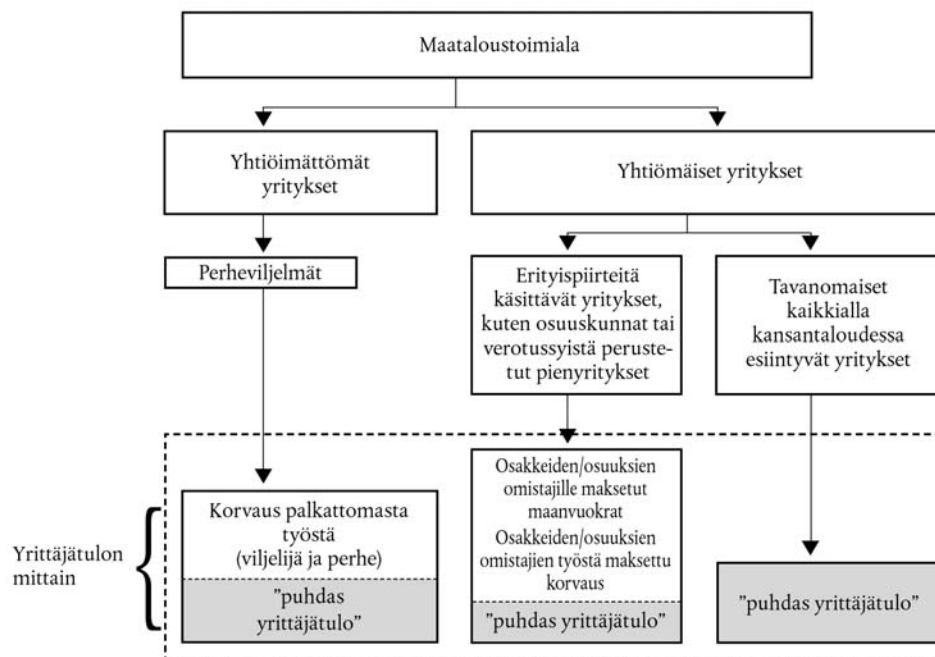 Maataloustoimiala
Yhtiöimättömät
yritykset
Yhtiömäiset yritykset
Perheviljelmät
Erityispiirteitä
käsittävät yritykset,
kuten osuuskunnat tai
verotussyistä peruste-
tut pienyritykset
Tavanomaiset
kaikkialla
kansantaloudessa
esiintyvät yritykset
Yrittäjätulon
mittain
Korvaus palkattomasta
työstä
(viljelijä ja perhe)
"puhdas
yrittäjätulo"
Osakkeiden/osuuksien
omistajille maksetut
maanvuokrat
Osakkeiden/osuuksien
omistajien työstä maksettu
korvaus
"puhdas yrittäjätulo"
"puhdas yrittäjätulo"